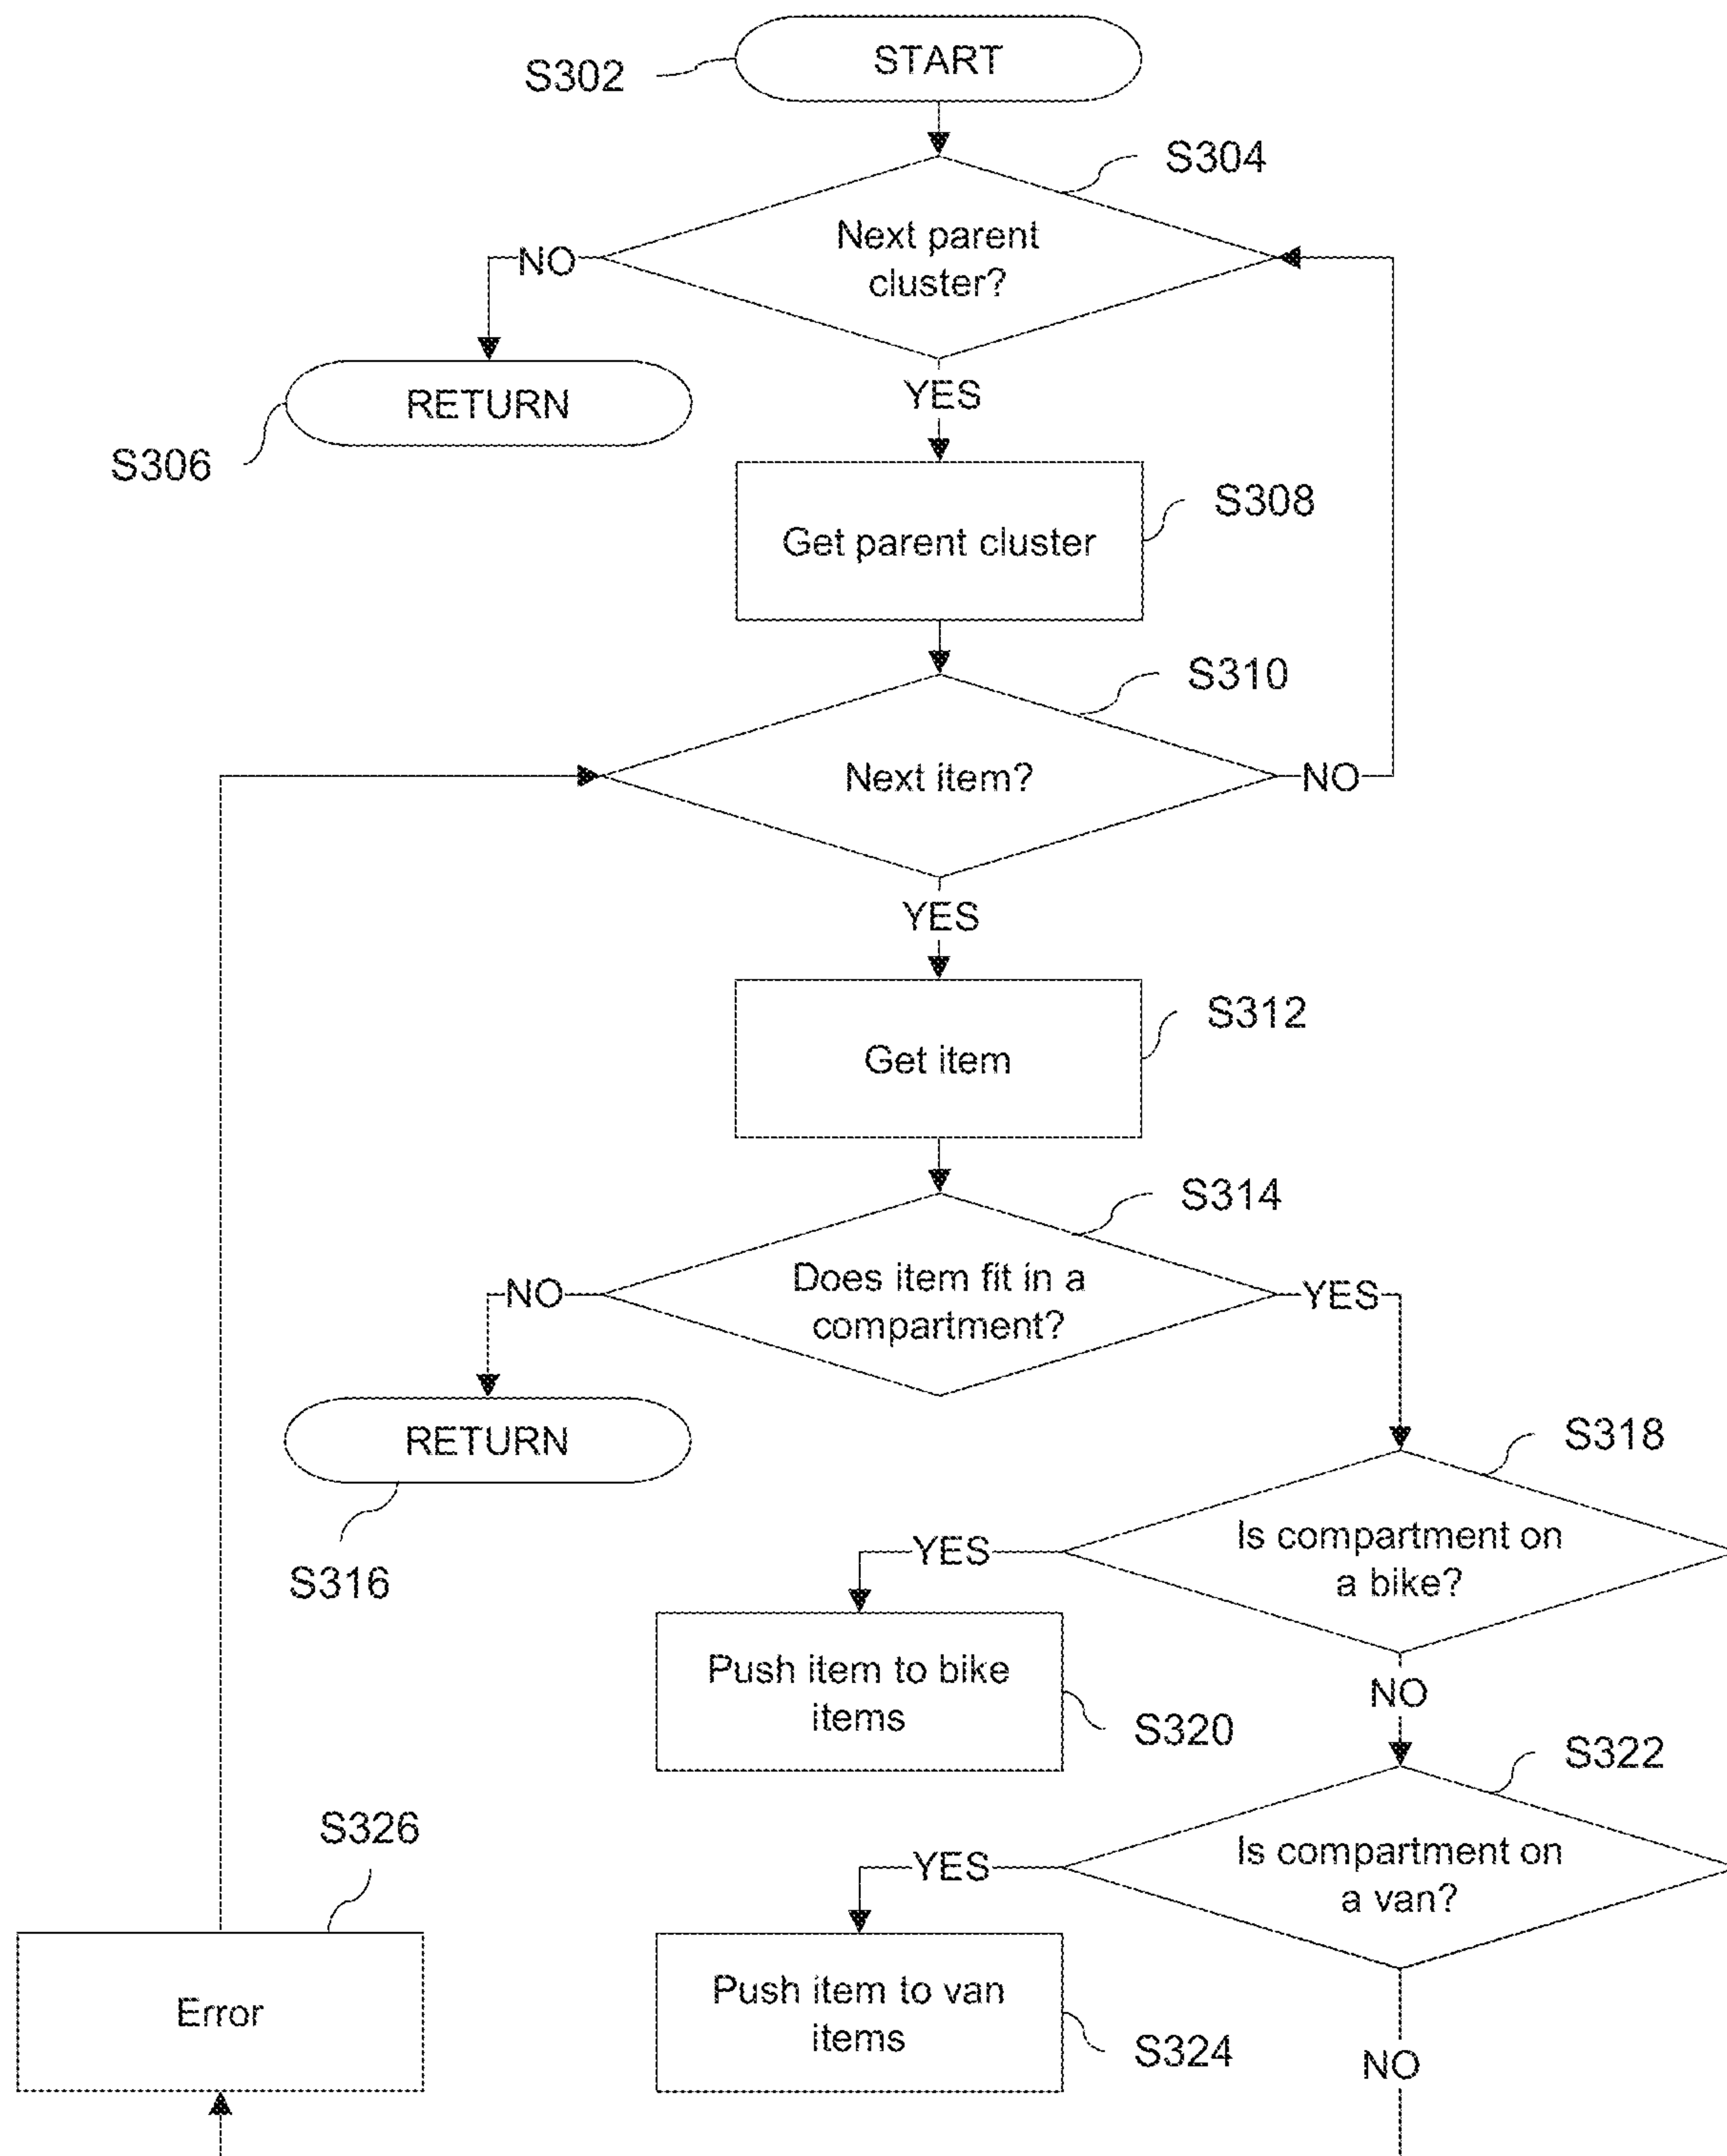 START
S302
S304
Next parent
cluster?
NO
YES
RETURN
S306
S308
Get parent cluster
S310
Next item?
NO
YES
S312
Get item
S314
Does item fit in a
compartment?
NO
YES
RETURN
S316
S318
Is compartment on
a bike?
YES
NO
Push item to bike
items
S320
S322
Is compartment on
a van?
YES
NO
Push item to van
items
S324
S326
Error